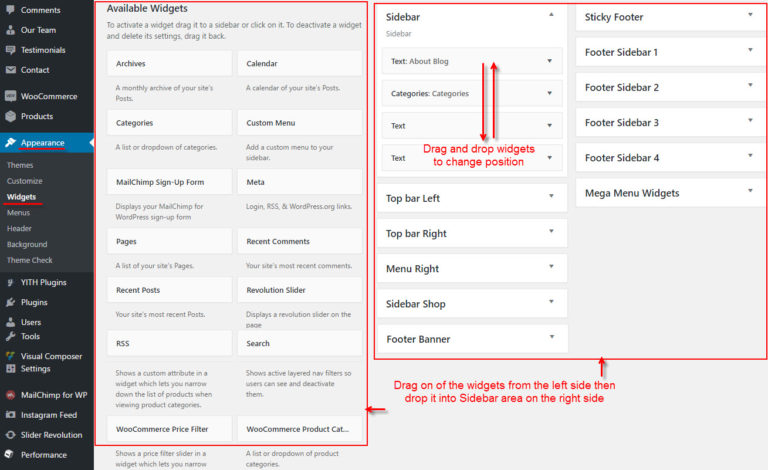 Comments
Our Team
Testimonials
Contact
WooCommerce
Products
Appearance
Themes
Customize
Widgets
Menus
Header
Background
Theme Check
YITH Plugins
Plugins
Users
Tools
Visual Composer
Settings
MailChimp for WP
Instagram Feed
Slider Revolution
Performance
Available Widgets
To activate a widget drag it to a sidebar or click on it. To deactivate a widget
and delete its settings, drag it back.
Archives
A monthly archive of your site's
Posts.
Calendar
A calendar of your site's Posts.
Categories
A list or dropdown of categories.
Custom Menu
Add a custom menu to your
sidebar.
MailChimp Sign-Up Form
Displays your MailChimp for
WordPress sign-up form
Meta
Login, RSS, & WordPress.org links.
Pages
A list of your site's Pages.
Recent Comments
Your site's most recent comments.
Recent Posts
Your site's most recent Posts.
Revolution Slider
Displays a revolution slider on the
page
RSS
Shows a custom attribute in a
widget which lets you narrow
down the list of products when
viewing product categories.
Search
Shows active layered nav filters so
users can see and deactivate
them.
WooCommerce Price Filter
Shows a price filter slider in a
widget which lets you narrow
WooCommerce Product Cat...
A list or dropdown of product
categories.
Sidebar
Sidebar
Text: About Blog
Categories: Categories
Text
Text
Drag and drop widgets
to change position
Top bar Left
Top bar Right
Menu Right
Sidebar Shop
Footer Banner
Sticky Footer
Footer Sidebar 1
Footer Sidebar 2
Footer Sidebar 3
Footer Sidebar 4
Mega Menu Widgets
Drag on of the widgets from the left side then
drop it into Sidebar area on the right side